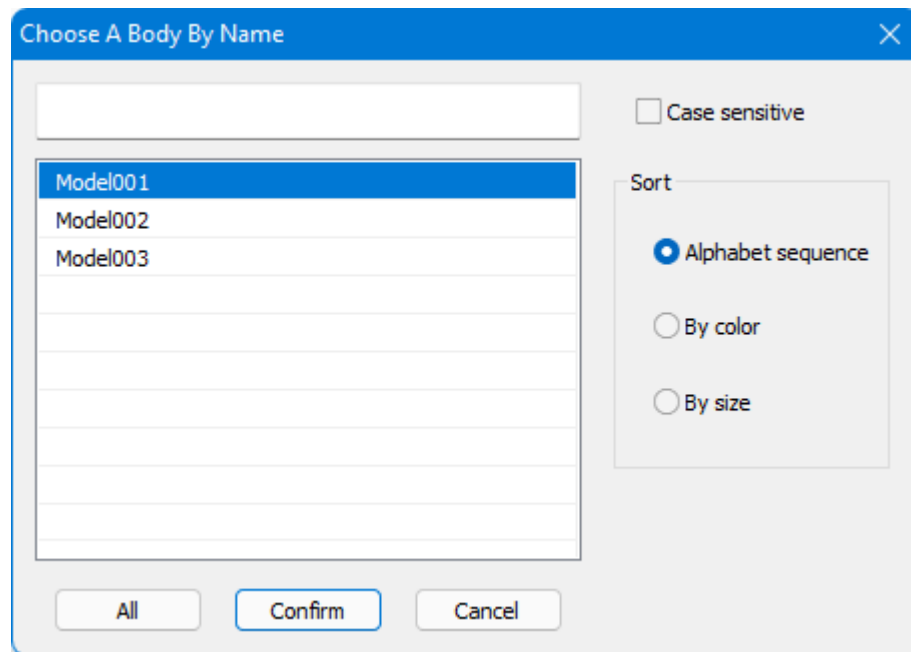 Choose A Body By Name
Case sensitive
Model001
Model002
Model003
Sort
Alphabet sequence
By color
By size
All
Confirm
Cancel